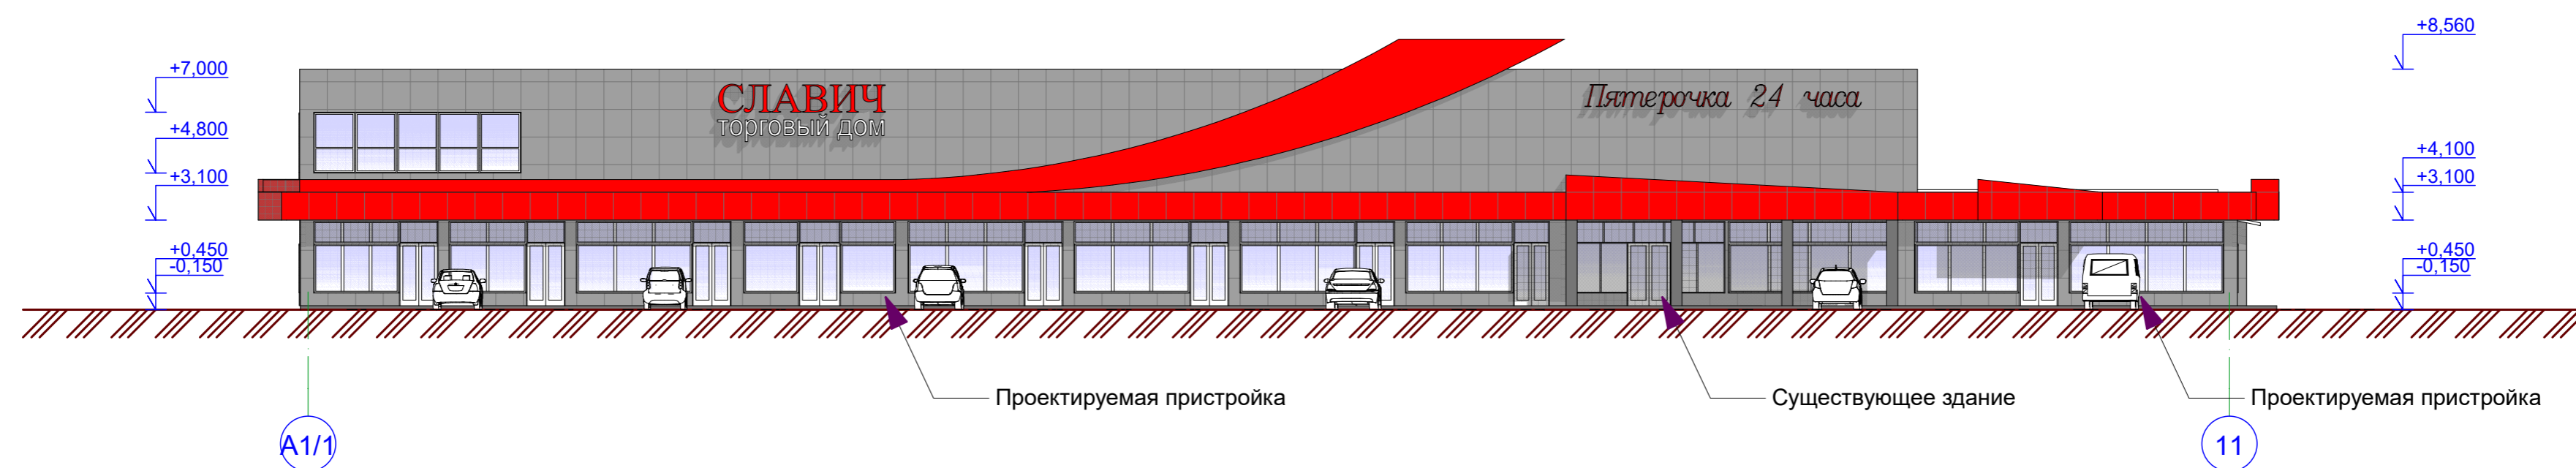 +8,560
+7,000
СЛАВИЧ
торговый дом
Пятерочка 24 часа
+4,800
+3,100
+4,100
+3,100
+0,450
-0,150
+0,450
-0,150
Проектируемая пристройка
Существующее здание
Проектируемая пристройка
А1/1
11